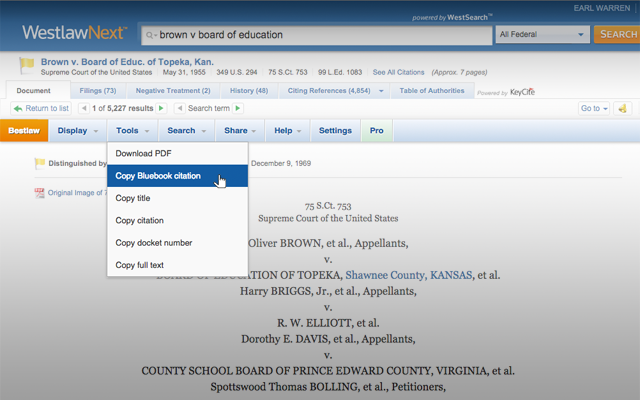 EARL WARREN
powered by WestSearch™
WestlawNext™
brown v board of education
All Federal
SEARCH
Brown v. Board of Educ. of Topeka, Kan.
Supreme Court of the United States May 31, 1955 349 U.S. 294 75 S.Ct. 753 99 L.Ed. 1083 See All Citations (Approx. 7 pages)
Document Filings (73) Negative Treatment (2) History (48) Citing References (4,854) Table of Authorities Powered by KeyCite
Return to list 1 of 5,227 results Search term Go to
Bestlaw Display Tools Search Share Help Settings Pro
Distinguished by December 9, 1969
Download PDF
Copy Bluebook citation
Copy title
Copy citation
Copy docket number
Copy full text
Original Image of 7
75 S.Ct. 753
Supreme Court of the United States
Oliver BROWN, et al., Appellants,
v.
BOARD OF EDUCATION OF TOPEKA, Shawnee County, KANSAS, et al.
Harry BRIGGS, Jr., et al., Appellants,
v.
R. W. ELLIOTT, et al.
Dorothy E. DAVIS, et al., Appellants,
v.
COUNTY SCHOOL BOARD OF PRINCE EDWARD COUNTY, VIRGINIA, et al.
Spottswood Thomas BOLLING, et al., Petitioners,